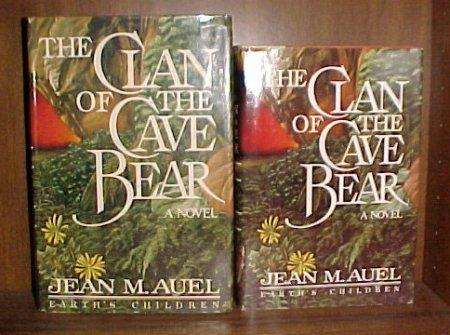 THE
CLAN
OF THE
CAVE
BEAR
A NOVEL
JEAN M. AUEL
EARTH'S CHILDREN
THE
CLAN
OF THE
CAVE
BEAR
A NOVEL
JEAN M. AUEL
EARTH'S CHILDREN